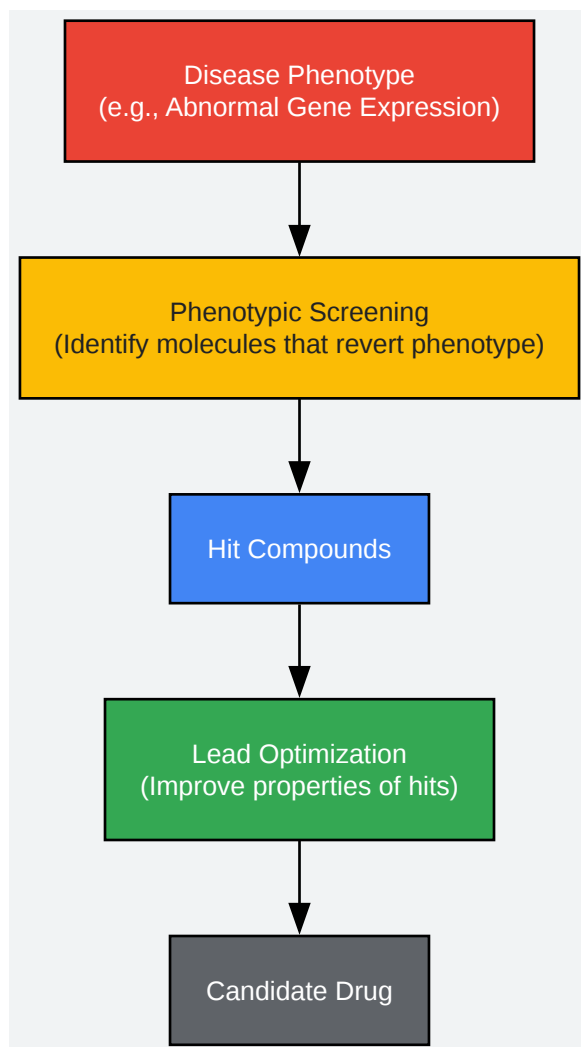 Disease Phenotype
(e.g., Abnormal Gene Expression)
Phenotypic Screening
(Identify molecules that revert phenotype)
Hit Compounds
Lead Optimization
(Improve properties of hits)
Candidate Drug